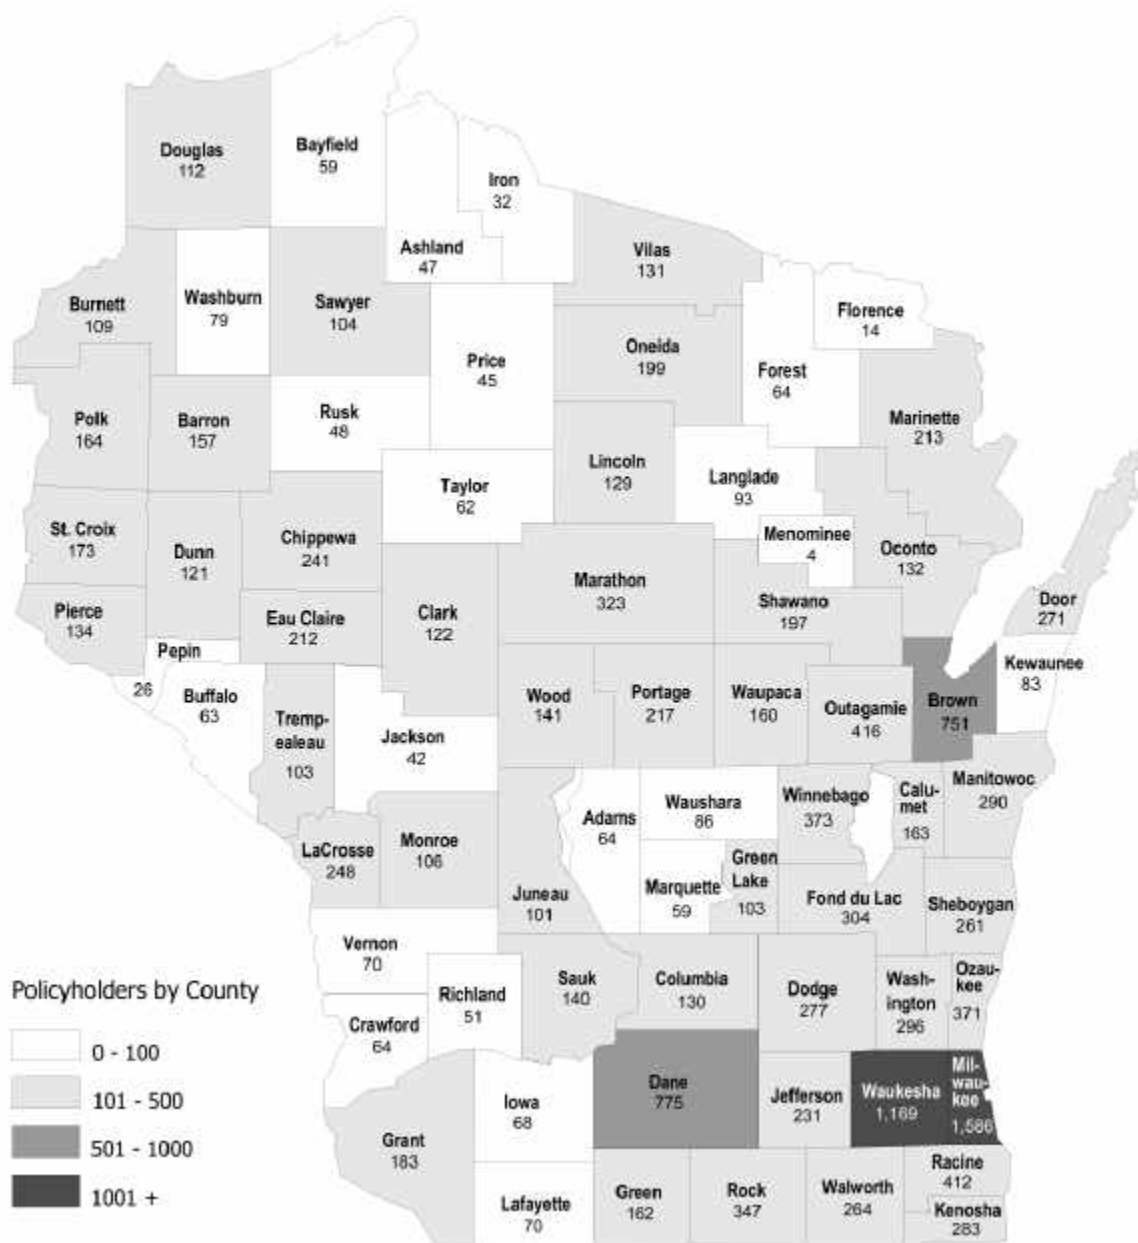 Douglas
112
Bayfield
59
Iron
32
Ashland
47
Vilas
131
Burnett
109
Washburn
79
Sawyer
104
Florence
14
Price
45
Oneida
199
Forest
64
Polk
164
Barron
157
Rusk
48
Marinette
213
Lincoln
129
Langlade
93
Taylor
62
St. Croix
173
Dunn
121
Chippewa
241
Menominee
4
Oconto
132
Marathon
323
Pierce
134
Eau Claire
212
Clark
122
Shawano
197
Door
271
Pepin
26
Buffalo
63
Kewaunee
83
Wood
141
Portage
217
Waupaca
160
Outagamie
416
Brown
751
Tremp-
ealeau
103
Jackson
42
Adams
64
Waushara
86
Winnebago
373
Calu-
met
163
Manitowoc
290
LaCrosse
248
Monroe
106
Juneau
101
Marquette
59
Green
Lake
103
Fond du Lac
304
Sheboygan
261
Vernon
70
Richland
51
Sauk
140
Columbia
130
Dodge
277
Wash-
ington
296
Ozau-
kee
371
Crawford
64
Policyholders by County
0 - 100
101 - 500
501 - 1000
1001 +
Grant
183
Iowa
68
Dane
775
Jefferson
231
Waukesha
1,169
Mil-
wau-
kee
1,586
Lafayette
70
Green
162
Rock
347
Walworth
264
Racine
412
Kenosha
283